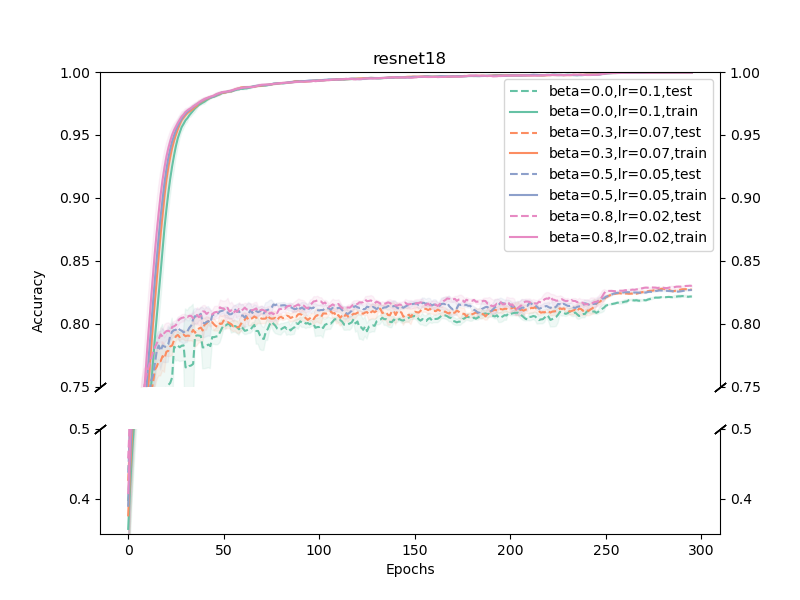 resnet18
1.00
1.00
beta=0.0,lr=0.1,test
beta=0.0,lr=0.1,train
beta=0.3,lr=0.07,test
beta=0.3,lr=0.07,train
beta=0.5,lr=0.05,test
beta=0.5,lr=0.05,train
beta=0.8,lr=0.02,test
beta=0.8,lr=0.02,train
0.95
0.95
0.90
0.90
0.85
0.85
Accuracy
0.80
0.80
0.75
0.75
0.5
0.5
0.4
0.4
0 50 100 150 200 250 300
Epochs